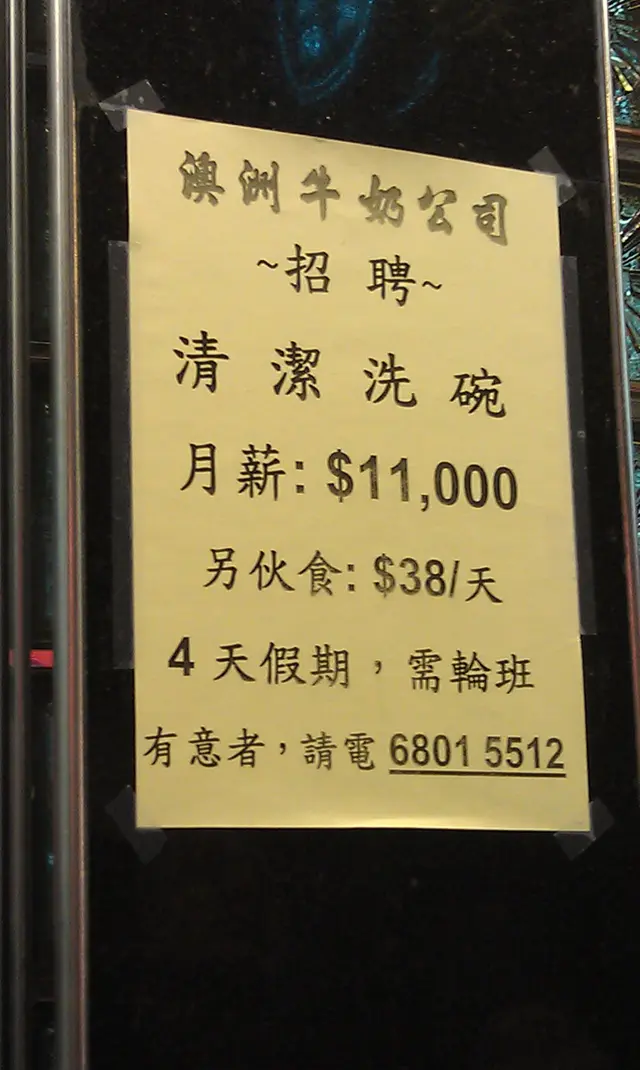 澳洲牛奶公司
~招 聘~
清 潔 洗 碗
月薪: $11,000
另伙食: $38/天
4 天假期，需輪班
有意者，請電 6801 5512